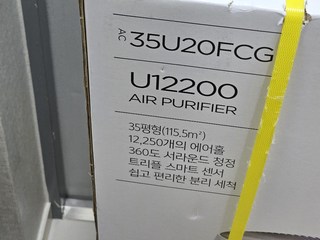 AC 35U20FCG
U12200
AIR PURIFIER
35평형(115.5m²)
12,250개의 에어홀
360도 서라운드 청정
트리플 스마트 센서
쉽고 편리한 분리 세척